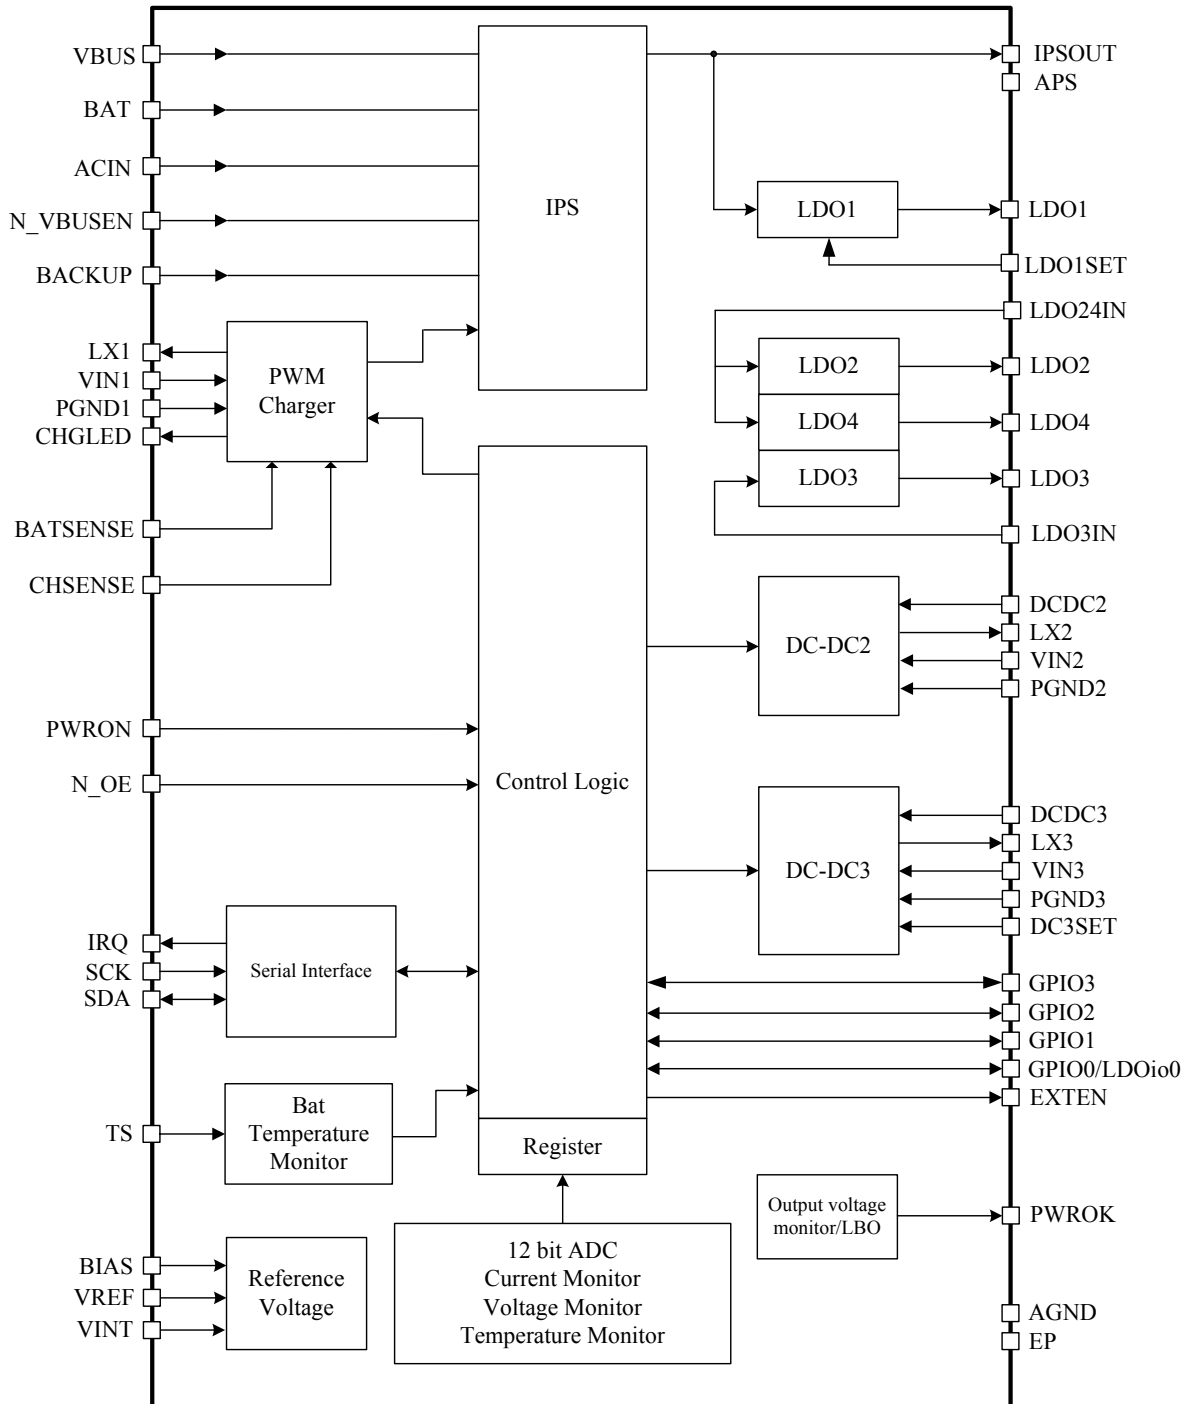 VBUS
BAT
ACIN
N_VBUSEN
BACKUP
LX1
VIN1
PGND1
CHGLED
BATSENSE
CHSENSE
PWRON
N_OE
IRQ
SCK
SDA
TS
BIAS
VREF
VINT
PWM
Charger
Serial Interface
Bat
Temperature
Monitor
Reference
Voltage
IPS
Control Logic
Register
12 bit ADC
Current Monitor
Voltage Monitor
Temperature Monitor
LDO1
LDO2
LDO4
LDO3
DC-DC2
DC-DC3
Output voltage
monitor/LBO
IPSOUT
APS
LDO1
LDO1SET
LDO24IN
LDO2
LDO4
LDO3
LDO3IN
DCDC2
LX2
VIN2
PGND2
DCDC3
LX3
VIN3
PGND3
DC3SET
GPIO3
GPIO2
GPIO1
GPIO0/LDOio0
EXTEN
PWROK
AGND
EP